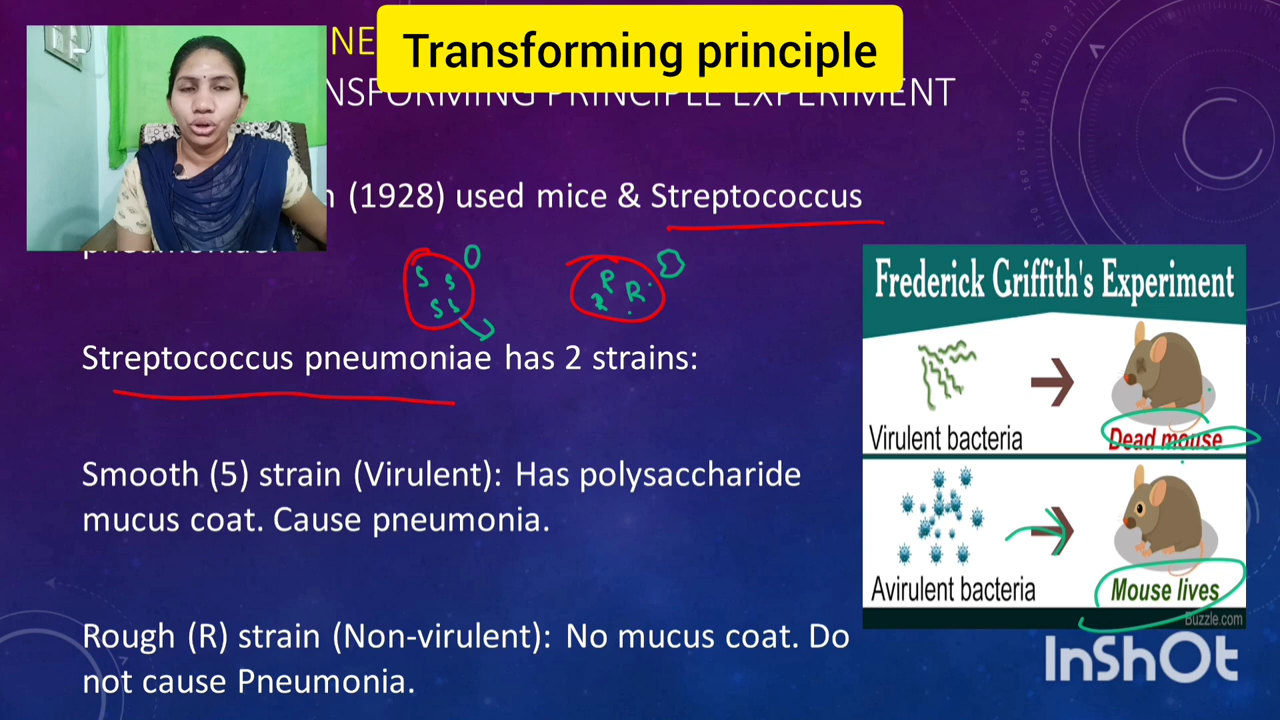 Transforming principle
NE
NSFORMING PRINCIPLE EXPERIMENT
(1928) used mice & Streptococcus
pneumoniae.
S S
S S
R R
R
Streptococcus pneumoniae has 2 strains:
Smooth (5) strain (Virulent): Has polysaccharide
mucus coat. Cause pneumonia.
Rough (R) strain (Non-virulent): No mucus coat. Do
not cause Pneumonia.
Frederick Griffith's Experiment
Virulent bacteria
Dead mouse
Avirulent bacteria
Mouse lives
Buzzle.com
InShOt